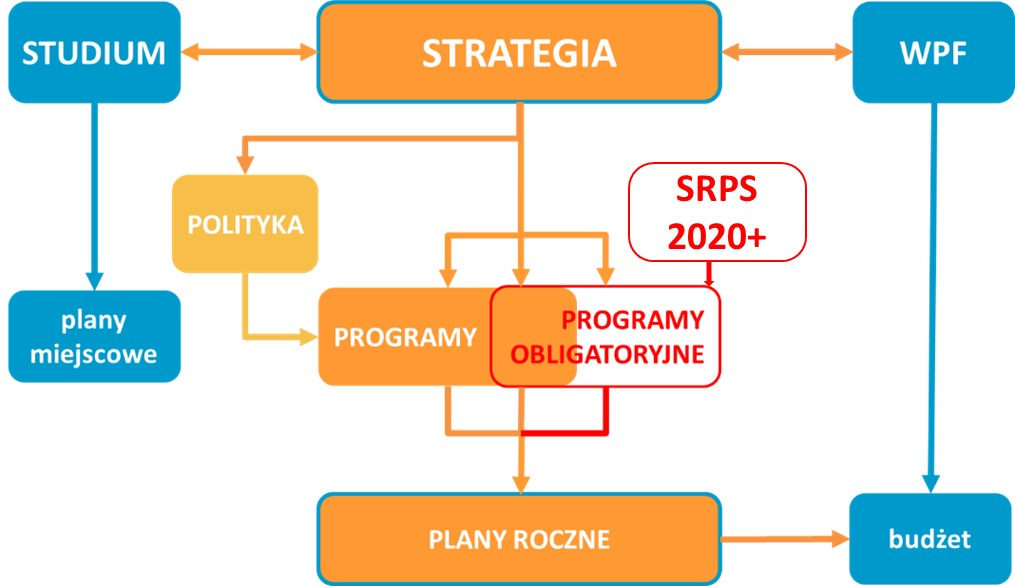 STUDIUM
STRATEGIA
WPF
POLITYKA
SRPS
2020+
plany
miejscowe
PROGRAMY
PROGRAMY
OBLIGATORYJNE
PLANY ROCZNE
budżet